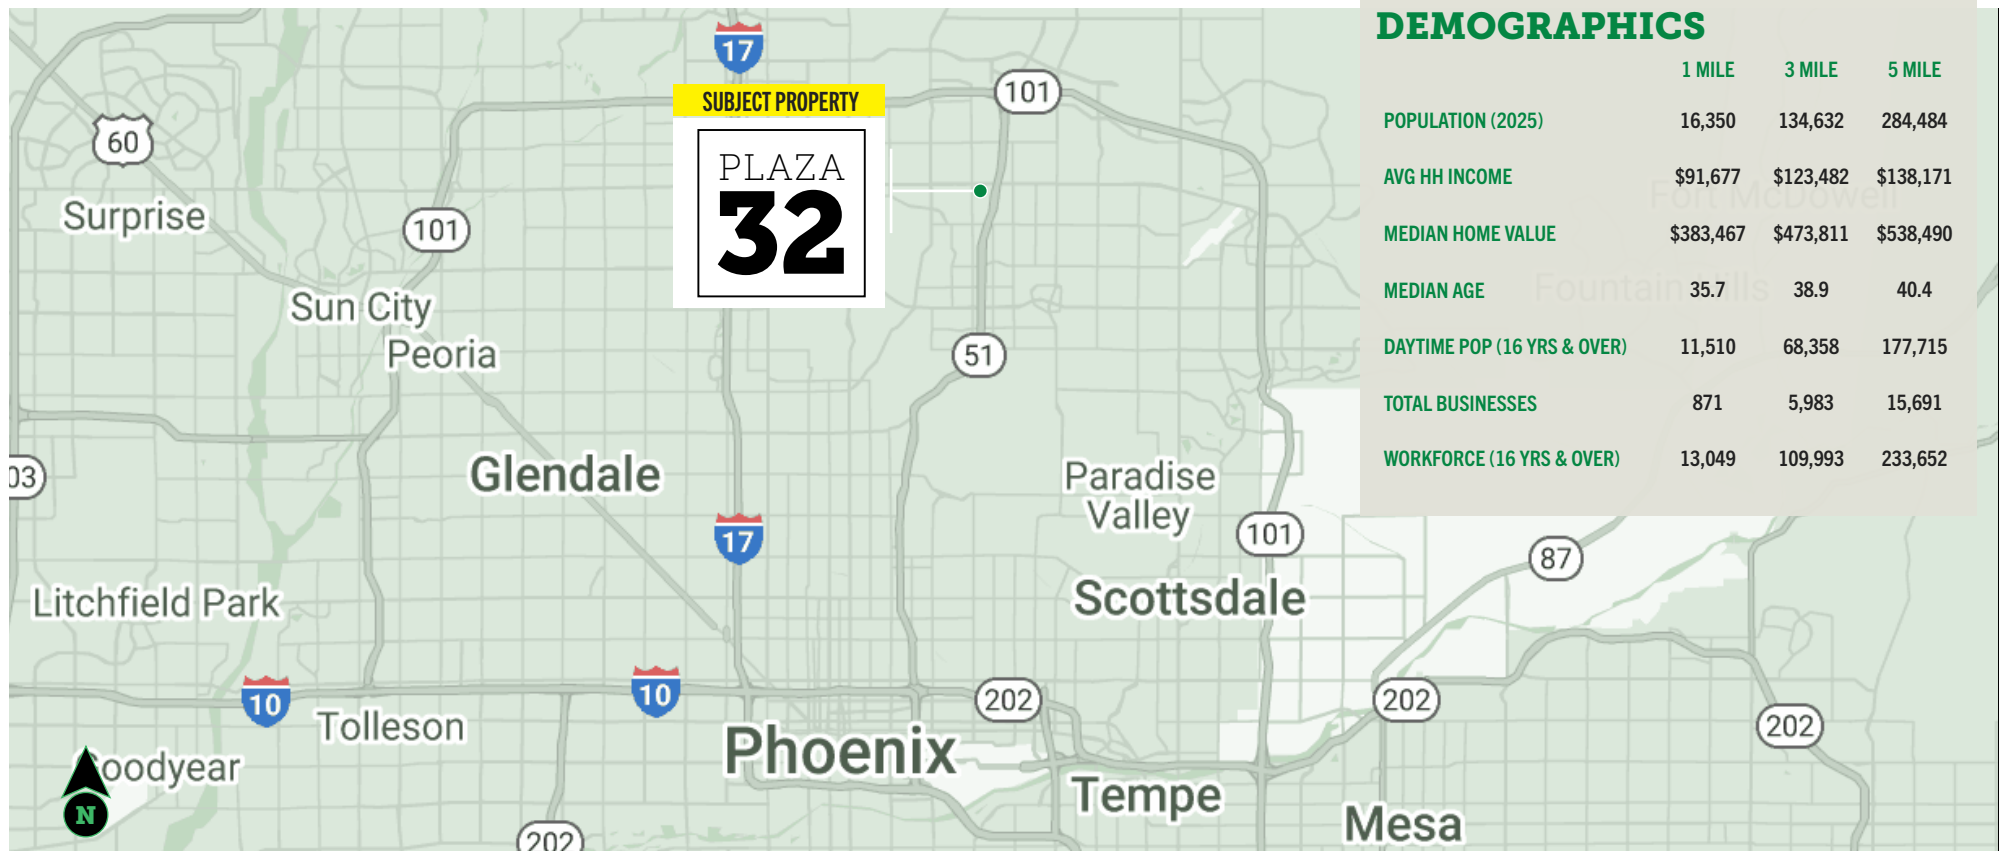 DEMOGRAPHICS
1 MILE 3 MILE 5 MILE
POPULATION (2025) 16,350 134,632 284,484
AVG HH INCOME $91,677 $123,482 $138,171
MEDIAN HOME VALUE $383,467 $473,811 $538,490
MEDIAN AGE 35.7 38.9 40.4
DAYTIME POP (16 YRS & OVER) 11,510 68,358 177,715
TOTAL BUSINESSES 871 5,983 15,691
WORKFORCE (16 YRS & OVER) 13,049 109,993 233,652
Fort McDowell
Fountain Hills
17
101
SUBJECT PROPERTY
PLAZA
32
60
Surprise
101
Sun City
Peoria
51
Glendale
03
Paradise
Valley
17
101
87
Scottsdale
Litchfield Park
10
10
202
202
202
Tolleson
Phoenix
oodyear
N
Tempe
Mesa
202